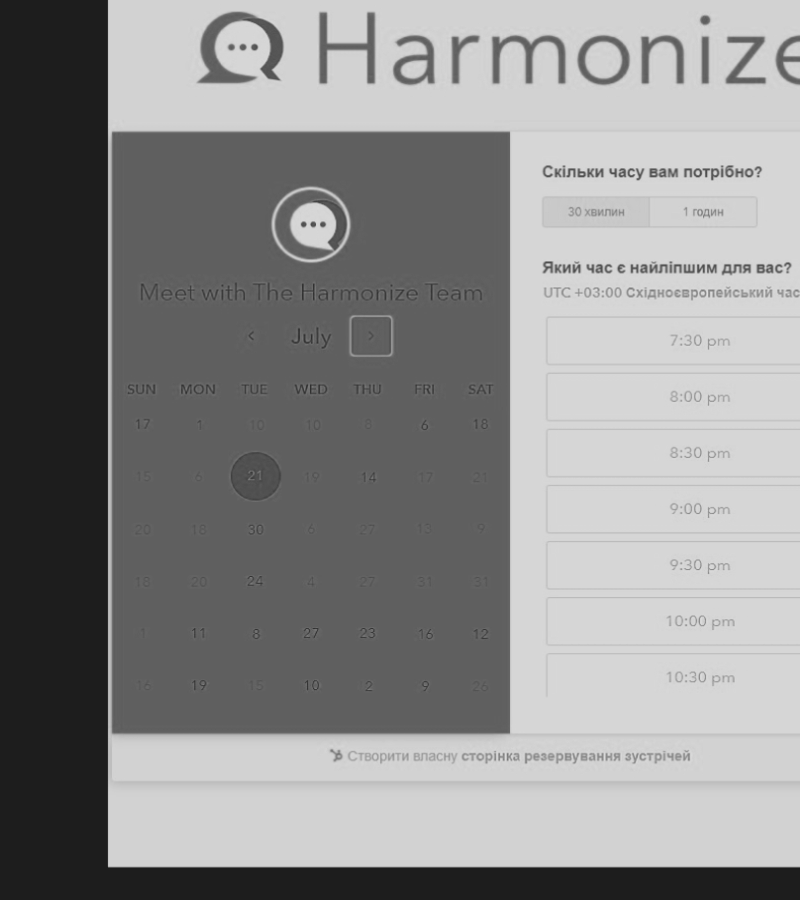 Harmonize
Meet with The Harmonize Team
July
SUN MON TUE WED THU FRI SAT
17 1 10 10 8 6 18
15 6 21 19 14 17 21
20 18 30 6 27 13 9
18 20 24 4 27 31 31
1 11 8 27 23 16 12
16 19 15 10 2 9 26
Скільки часу вам потрібно?
30 хвилин 1 годин
Який час є найліпшим для вас?
UTC +03:00 Східноєвропейський час
7:30 pm
8:00 pm
8:30 pm
9:00 pm
9:30 pm
10:00 pm
10:30 pm
Створити власну сторінка резервування зустрічей